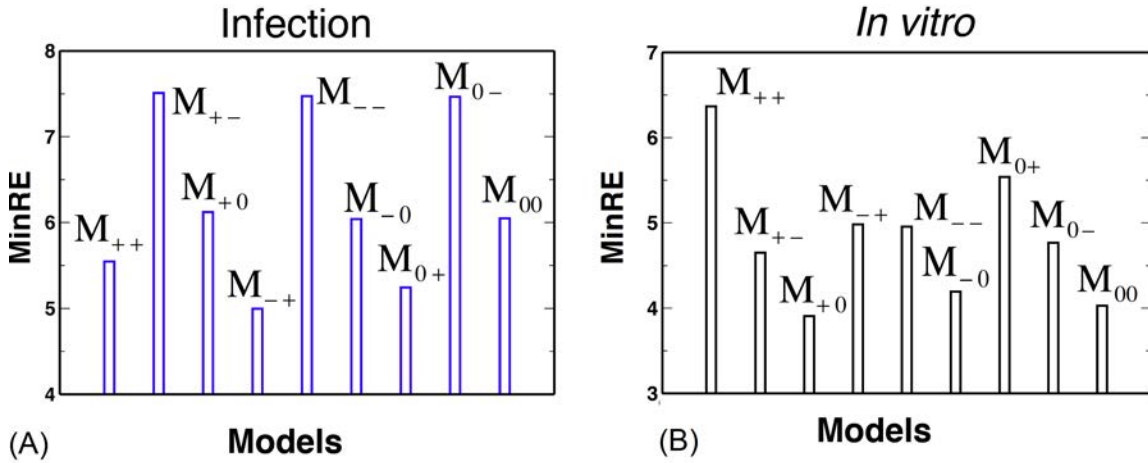 Infection
MinRE
8
7
6
5
4
M₊₊
M₊₋
M₊₀
M₋₊
M₋₋
M₋₀
M₀₊
M₀₋
M₀₀
(A)
Models
In vitro
MinRE
7
6
5
4
3
M₊₊
M₊₋
M₊₀
M₋₊
M₋₋
M₋₀
M₀₊
M₀₋
M₀₀
(B)
Models